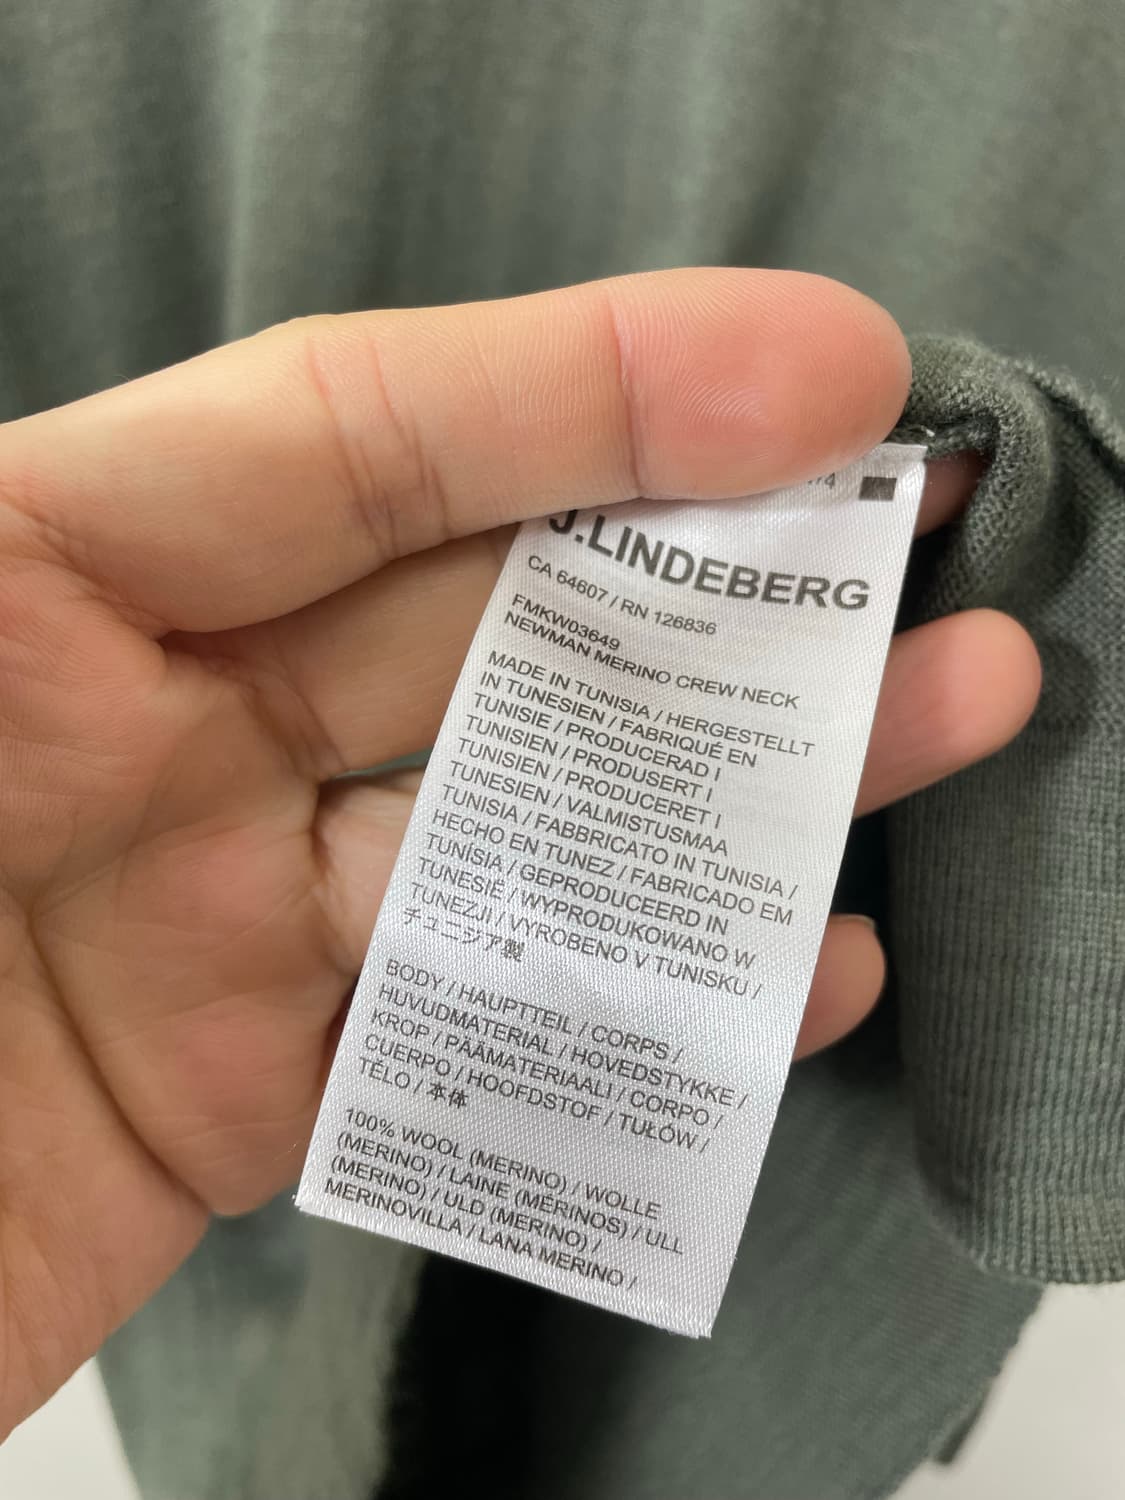 /4
J.LINDEBERG
CA 64607 / RN 126836
FMKW03649
NEWMAN MERINO CREW NECK
MADE IN TUNISIA / HERGESTELLT
IN TUNESIEN / FABRIQUÉ EN
TUNISIE / PRODUCERAD I
TUNISIEN / PRODUSERT I
TUNISIEN / PRODUCERET I
TUNESIEN / VALMISTUSMAA
TUNISIA / FABBRICATO IN TUNISIA /
HECHO EN TUNEZ / FABRICADO EM
TUNÍSIA / GEPRODUCEERD IN
TUNESIË / WYPRODUKOWANO W
TUNEZJI / VYROBENO V TUNISKU /
チュニジア製
BODY / HAUPTTEIL / CORPS /
HUVUDMATERIAL / HOVEDSTYKKE /
KROP / PÄÄMATERIAALI / CORPO /
CUERPO / HOOFDSTOF / TUŁÓW /
TĚLO / 本体
100% WOOL (MERINO) / WOLLE
(MERINO) / LAINE (MÉRINOS) / ULL
(MERINO) / ULD (MERINO) /
MERINOVILLA / LANA MERINO /